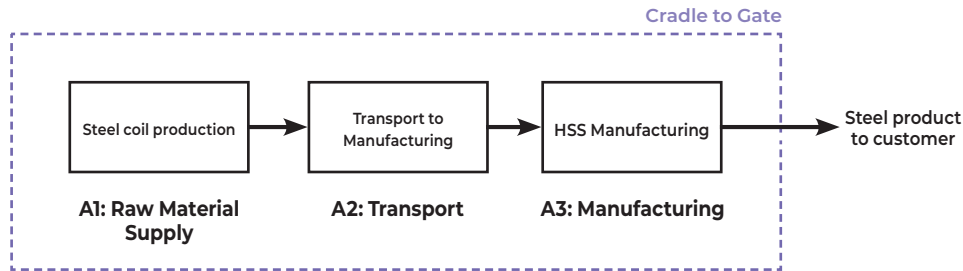 Cradle to Gate
Steel coil production
Transport to
Manufacturing
HSS Manufacturing
Steel product
to customer
A1: Raw Material
Supply
A2: Transport
A3: Manufacturing